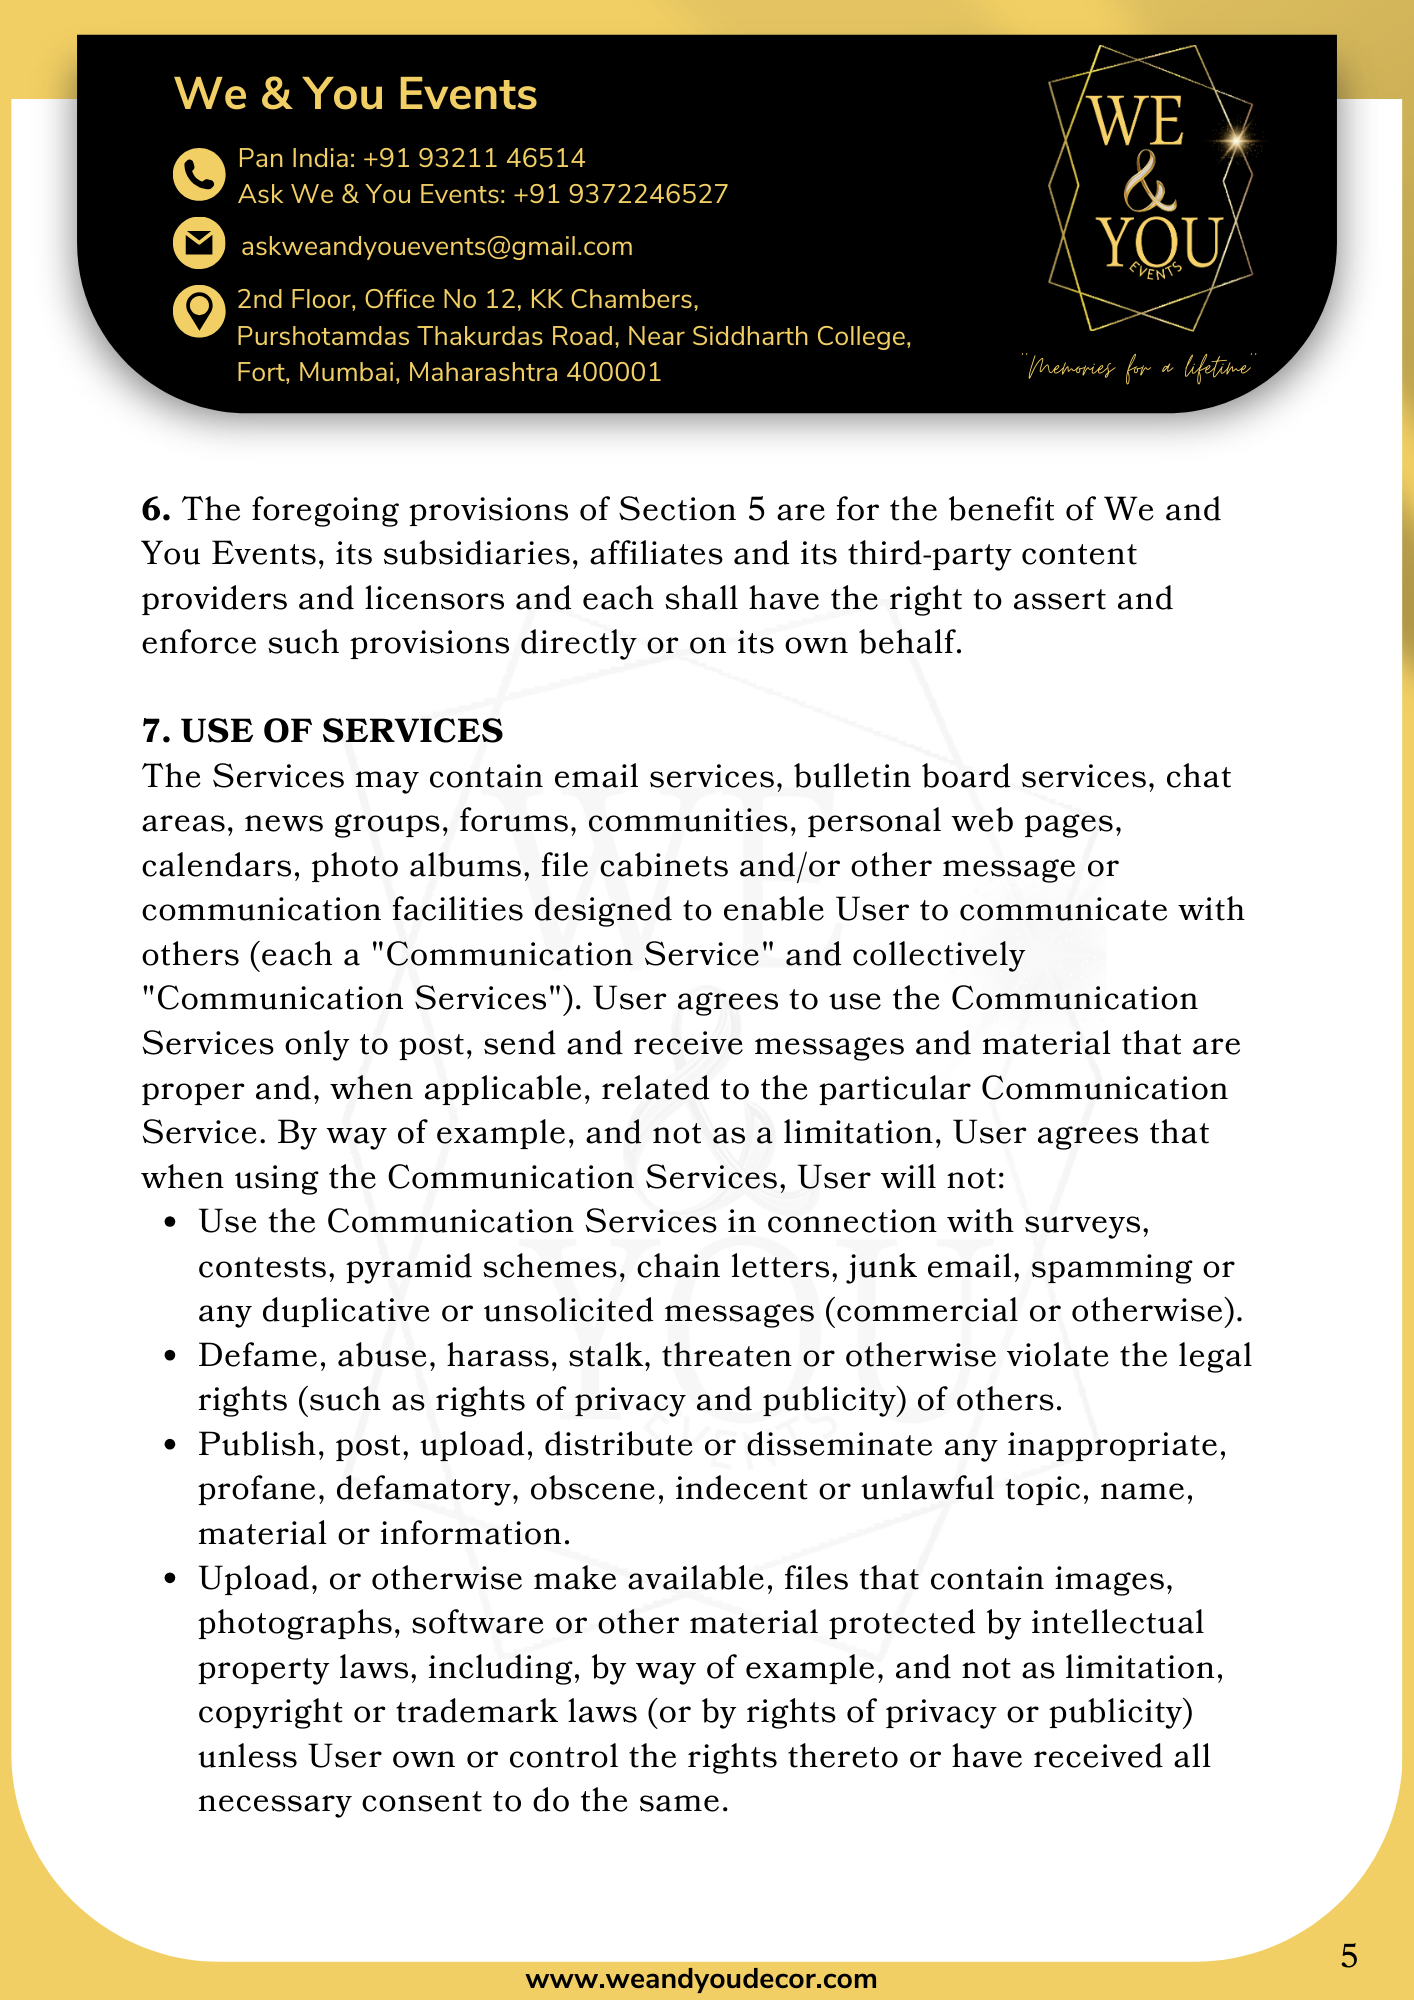 We & You Events
Pan India: +91 93211 46514
Ask We & You Events: +91 9372246527
askweandyouevents@gmail.com
2nd Floor, Office No 12, KK Chambers,
Purshotamdas Thakurdas Road, Near Siddharth College,
Fort, Mumbai, Maharashtra 400001
WE
&
YOU
EVENTS
"Memories for a lifetime"
6. The foregoing provisions of Section 5 are for the benefit of We and
You Events, its subsidiaries, affiliates and its third-party content
providers and licensors and each shall have the right to assert and
enforce such provisions directly or on its own behalf.
7. USE OF SERVICES
The Services may contain email services, bulletin board services, chat
areas, news groups, forums, communities, personal web pages,
calendars, photo albums, file cabinets and/or other message or
communication facilities designed to enable User to communicate with
others (each a "Communication Service" and collectively
"Communication Services"). User agrees to use the Communication
Services only to post, send and receive messages and material that are
proper and, when applicable, related to the particular Communication
Service. By way of example, and not as a limitation, User agrees that
when using the Communication Services, User will not:
• Use the Communication Services in connection with surveys,
contests, pyramid schemes, chain letters, junk email, spamming or
any duplicative or unsolicited messages (commercial or otherwise).
• Defame, abuse, harass, stalk, threaten or otherwise violate the legal
rights (such as rights of privacy and publicity) of others.
• Publish, post, upload, distribute or disseminate any inappropriate,
profane, defamatory, obscene, indecent or unlawful topic, name,
material or information.
• Upload, or otherwise make available, files that contain images,
photographs, software or other material protected by intellectual
property laws, including, by way of example, and not as limitation,
copyright or trademark laws (or by rights of privacy or publicity)
unless User own or control the rights thereto or have received all
necessary consent to do the same.
WE
&
YOU
EVENTS
5
www.weandyoudecor.com